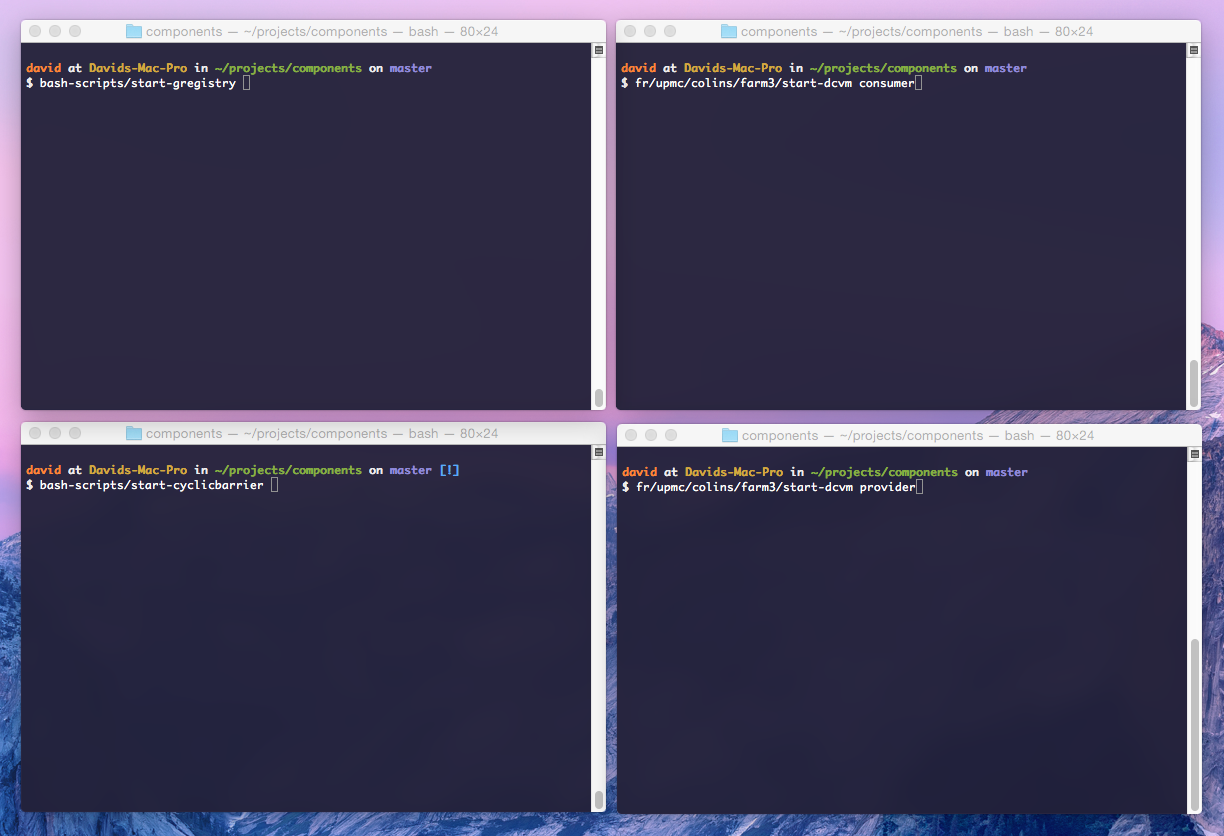 components — ~/projects/components — bash — 80×24
david at Davids-Mac-Pro in ~/projects/components on master
$ bash-scripts/start-gregistry
components — ~/projects/components — bash — 80×24
david at Davids-Mac-Pro in ~/projects/components on master
$ fr/upmc/colins/farm3/start-dcvm consumer
components — ~/projects/components — bash — 80×24
david at Davids-Mac-Pro in ~/projects/components on master [!]
$ bash-scripts/start-cyclicbarrier
components — ~/projects/components — bash — 80×24
david at Davids-Mac-Pro in ~/projects/components on master
$ fr/upmc/colins/farm3/start-dcvm provider